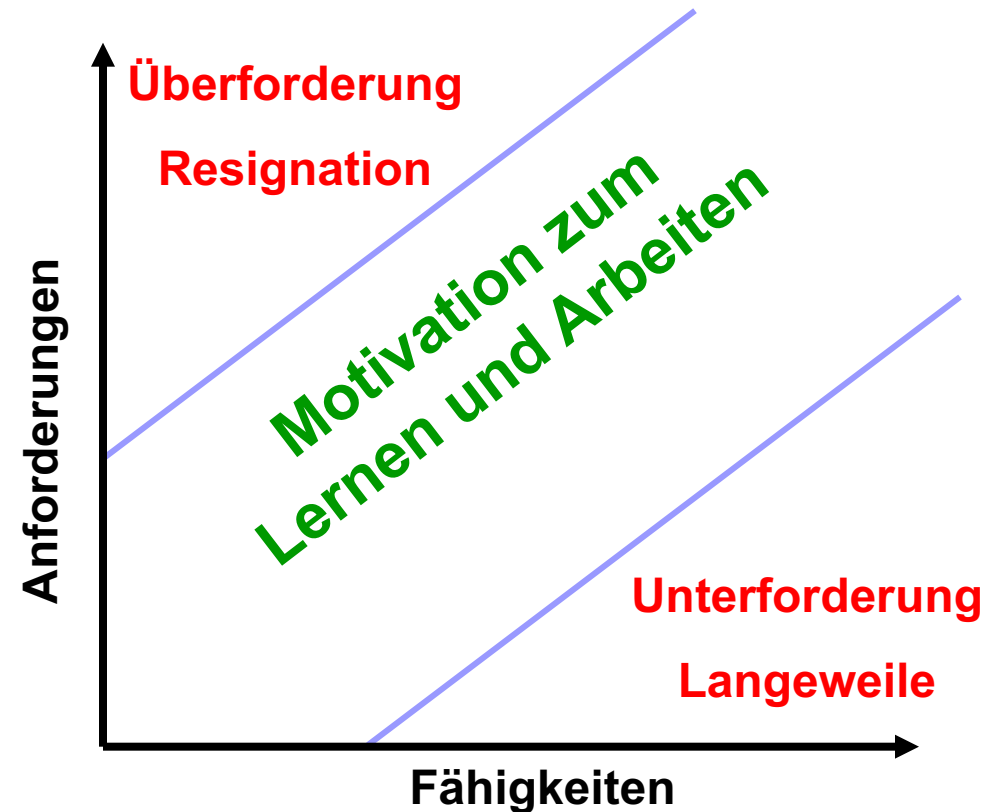 Überforderung
Resignation
Motivation zum
Lernen und Arbeiten
Anforderungen
Unterforderung
Langeweile
Fähigkeiten